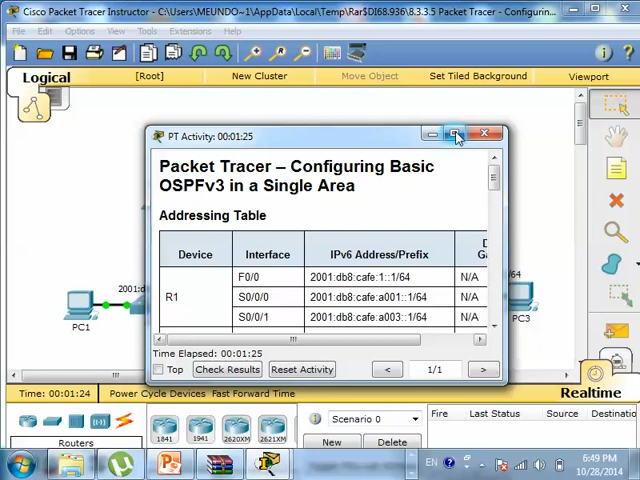 Cisco Packet Tracer Instructor - C:\Users\MEUNDO~1\AppData\Local\Temp\Rar$DI68.936\8.3.3.5 Packet Tracer - Configurin...
File Edit Options View Tools Extensions Help
Logical
[Root]
New Cluster
Move Object
Set Tiled Background
Viewport
PT Activity: 00:01:25
Packet Tracer – Configuring Basic
OSPFv3 in a Single Area
Addressing Table
Device Interface IPv6 Address/Prefix
R1
F0/0 2001:db8:cafe:1::1/64 N/A
S0/0/0 2001:db8:cafe:a001::1/64 N/A
S0/0/1 2001:db8:cafe:a003::1/64 N/A
Time Elapsed: 00:01:25
Top Check Results Reset Activity < 1/1 >
2001:d
PC1
/64
PC3
Time: 00:01:24 Power Cycle Devices Fast Forward Time
Realtime
Routers
1841 1941 2620XM 2621XM
Scenario 0
New Delete
Fire Last Status Source Destinatio
EN
6:49 PM
10/28/2014